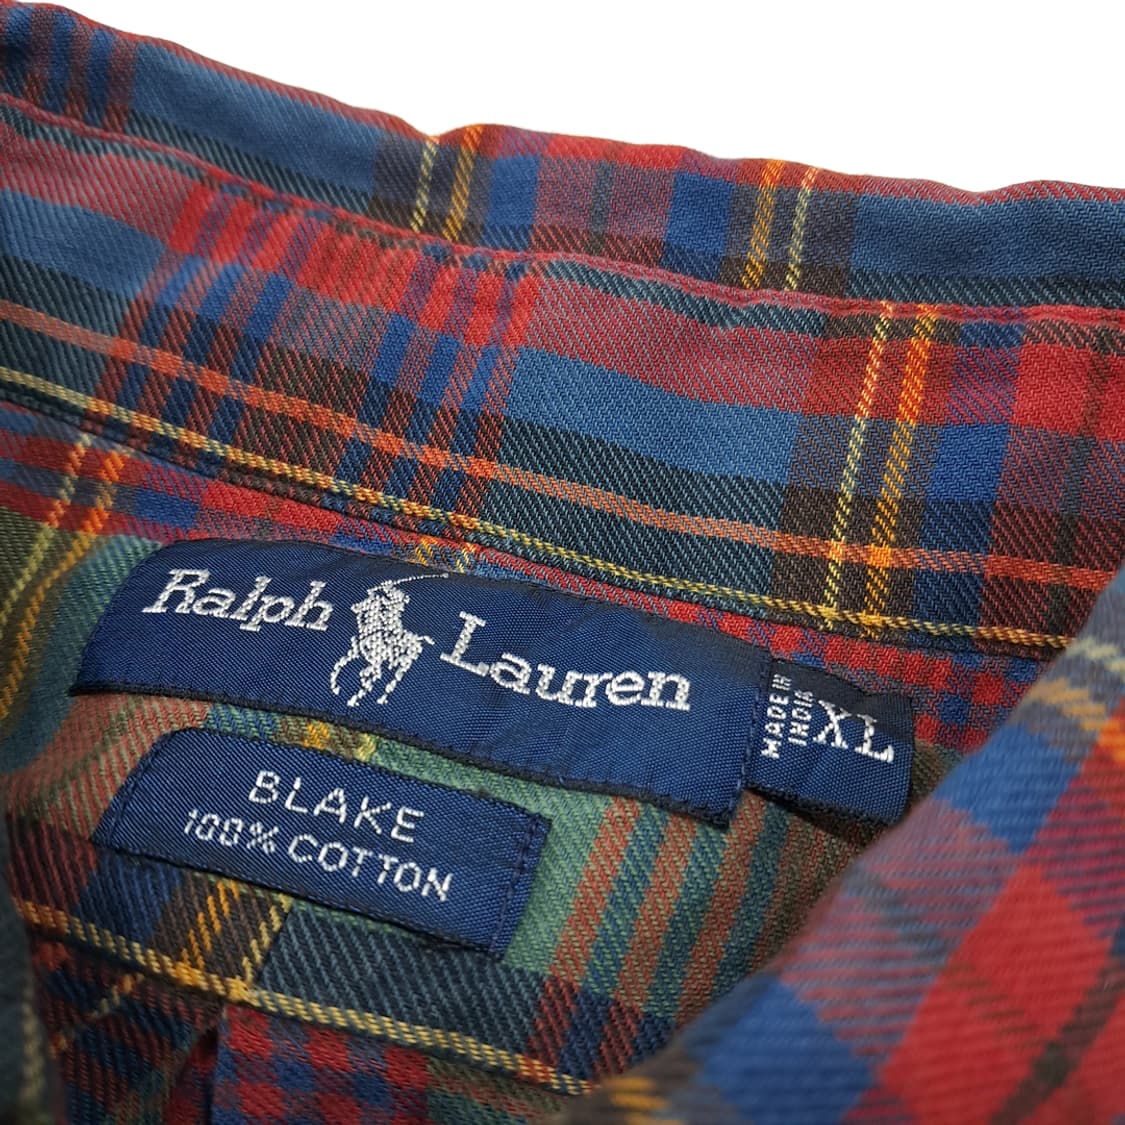 Ralph Lauren
MADE IN
INDIA
XL
BLAKE
100% COTTON